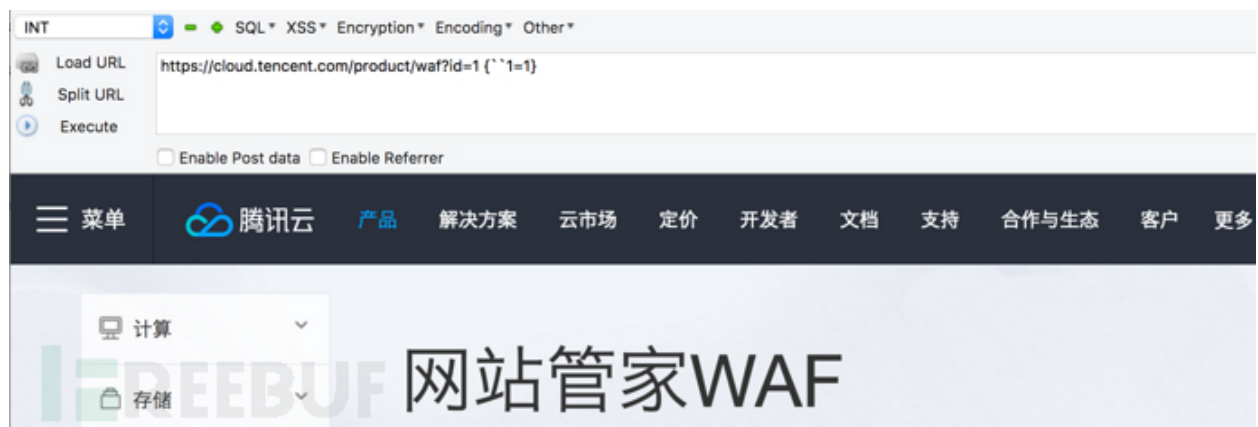 INT SQL XSS Encryption Encoding Other
Load URL https://cloud.tencent.com/product/waf?id=1 {``1=1}
Split URL
Execute
Enable Post data Enable Referrer
菜单 腾讯云 产品 解决方案 云市场 定价 开发者 文档 支持 合作与生态 客户 更多
计算
网站管家WAF
存储
FREEBUF